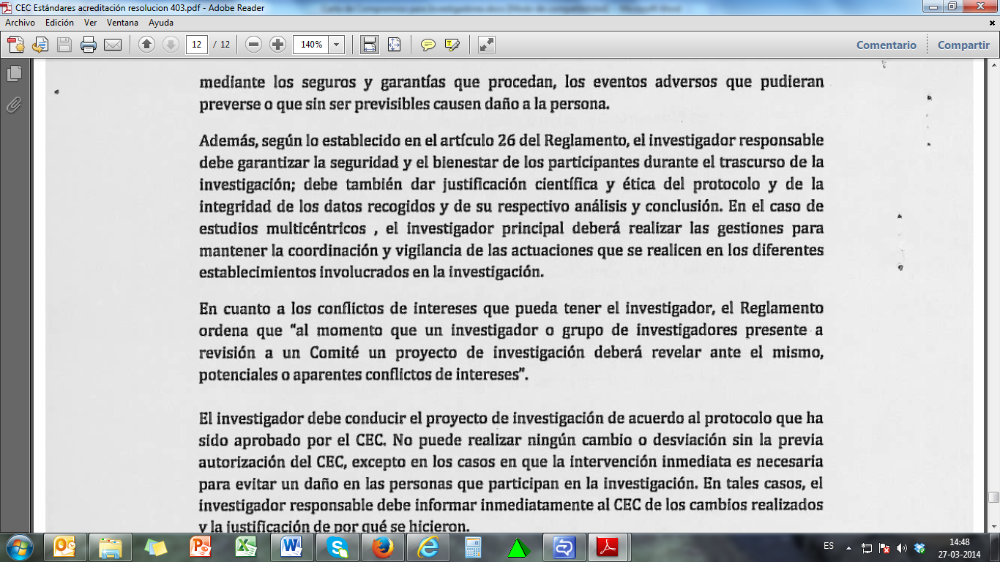 CEC Estándares acreditación resolucion 403.pdf - Adobe Reader
Archivo Edición Ver Ventana Ayuda
12 / 12 140% Comentario Compartir
mediante los seguros y garantías que procedan, los eventos adversos que pudieran
preverse o que sin ser previsibles causen daño a la persona.
Además, según lo establecido en el artículo 26 del Reglamento, el investigador responsable
debe garantizar la seguridad y el bienestar de los participantes durante el trascurso de la
investigación; debe también dar justificación científica y ética del protocolo y de la
integridad de los datos recogidos y de su respectivo análisis y conclusión. En el caso de
estudios multicéntricos , el investigador principal deberá realizar las gestiones para
mantener la coordinación y vigilancia de las actuaciones que se realicen en los diferentes
establecimientos involucrados en la investigación.
En cuanto a los conflictos de intereses que pueda tener el investigador, el Reglamento
ordena que “al momento que un investigador o grupo de investigadores presente a
revisión a un Comité un proyecto de investigación deberá revelar ante el mismo,
potenciales o aparentes conflictos de intereses”.
El investigador debe conducir el proyecto de investigación de acuerdo al protocolo que ha
sido aprobado por el CEC. No puede realizar ningún cambio o desviación sin la previa
autorización del CEC, excepto en los casos en que la intervención inmediata es necesaria
para evitar un daño en las personas que participan en la investigación. En tales casos, el
investigador responsable debe informar inmediatamente al CEC de los cambios realizados
y la justificación de por qué se hicieron.
ES 14:48
27-03-2014